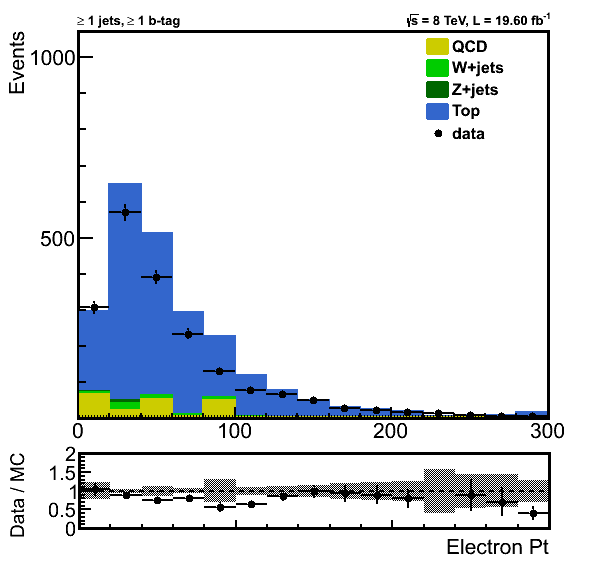 ≥ 1 jets, ≥ 1 b-tag
√s = 8 TeV, L = 19.60 fb⁻¹
Events
1000
500
QCD
W+jets
Z+jets
Top
data
0 100 200 300
Data / MC
2
1.5
1
0.5
0
Electron Pt